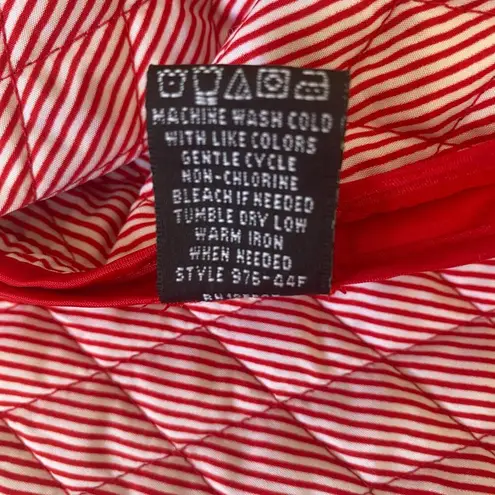 MACHINE WASH COLD
WITH LIKE COLORS
GENTLE CYCLE
NON-CHLORINE
BLEACH IF NEEDED
TUMBLE DRY LOW
WARM IRON
WHEN NEEDED
STYLE 976-44F